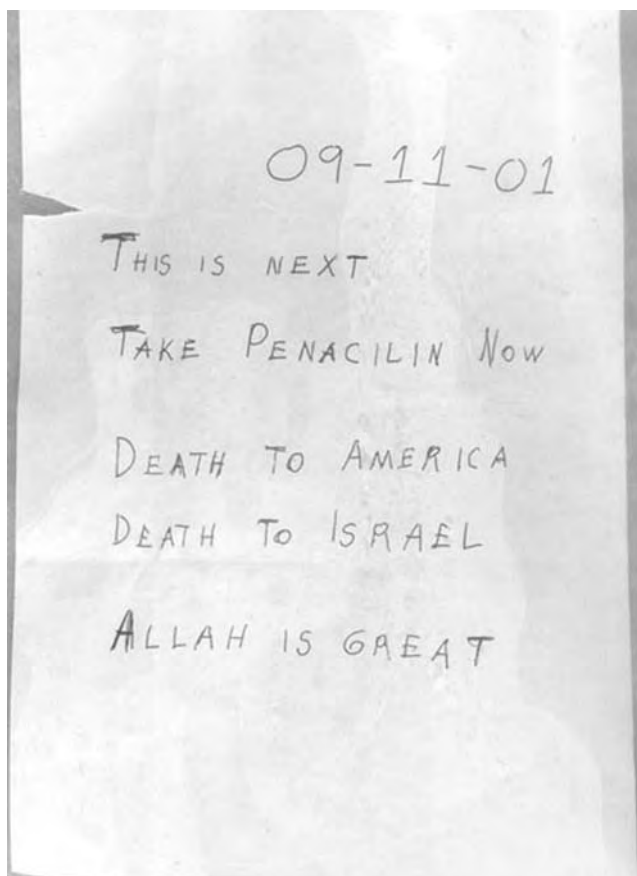 09-11-01
THIS IS NEXT
TAKE PENACILIN NOW
DEATH TO AMERICA
DEATH TO ISRAEL
ALLAH IS GREAT